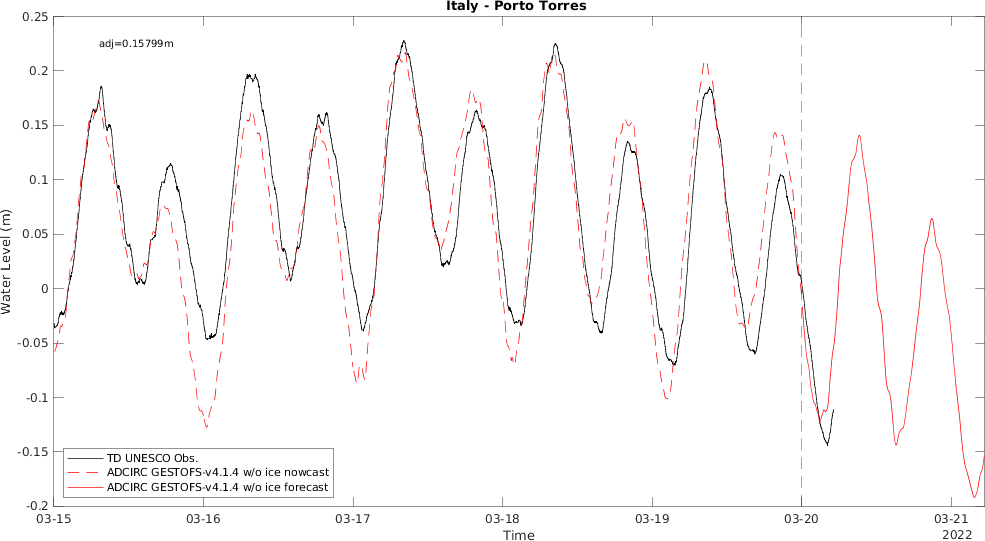 Italy - Porto Torres
adj=0.15799m
Water Level (m)
0.25
0.2
0.15
0.1
0.05
0
-0.05
-0.1
-0.15
-0.2
TD UNESCO Obs.
ADCIRC GESTOFS-v4.1.4 w/o ice nowcast
ADCIRC GESTOFS-v4.1.4 w/o ice forecast
03-15 03-16 03-17 03-18 03-19 03-20 03-21
Time 2022